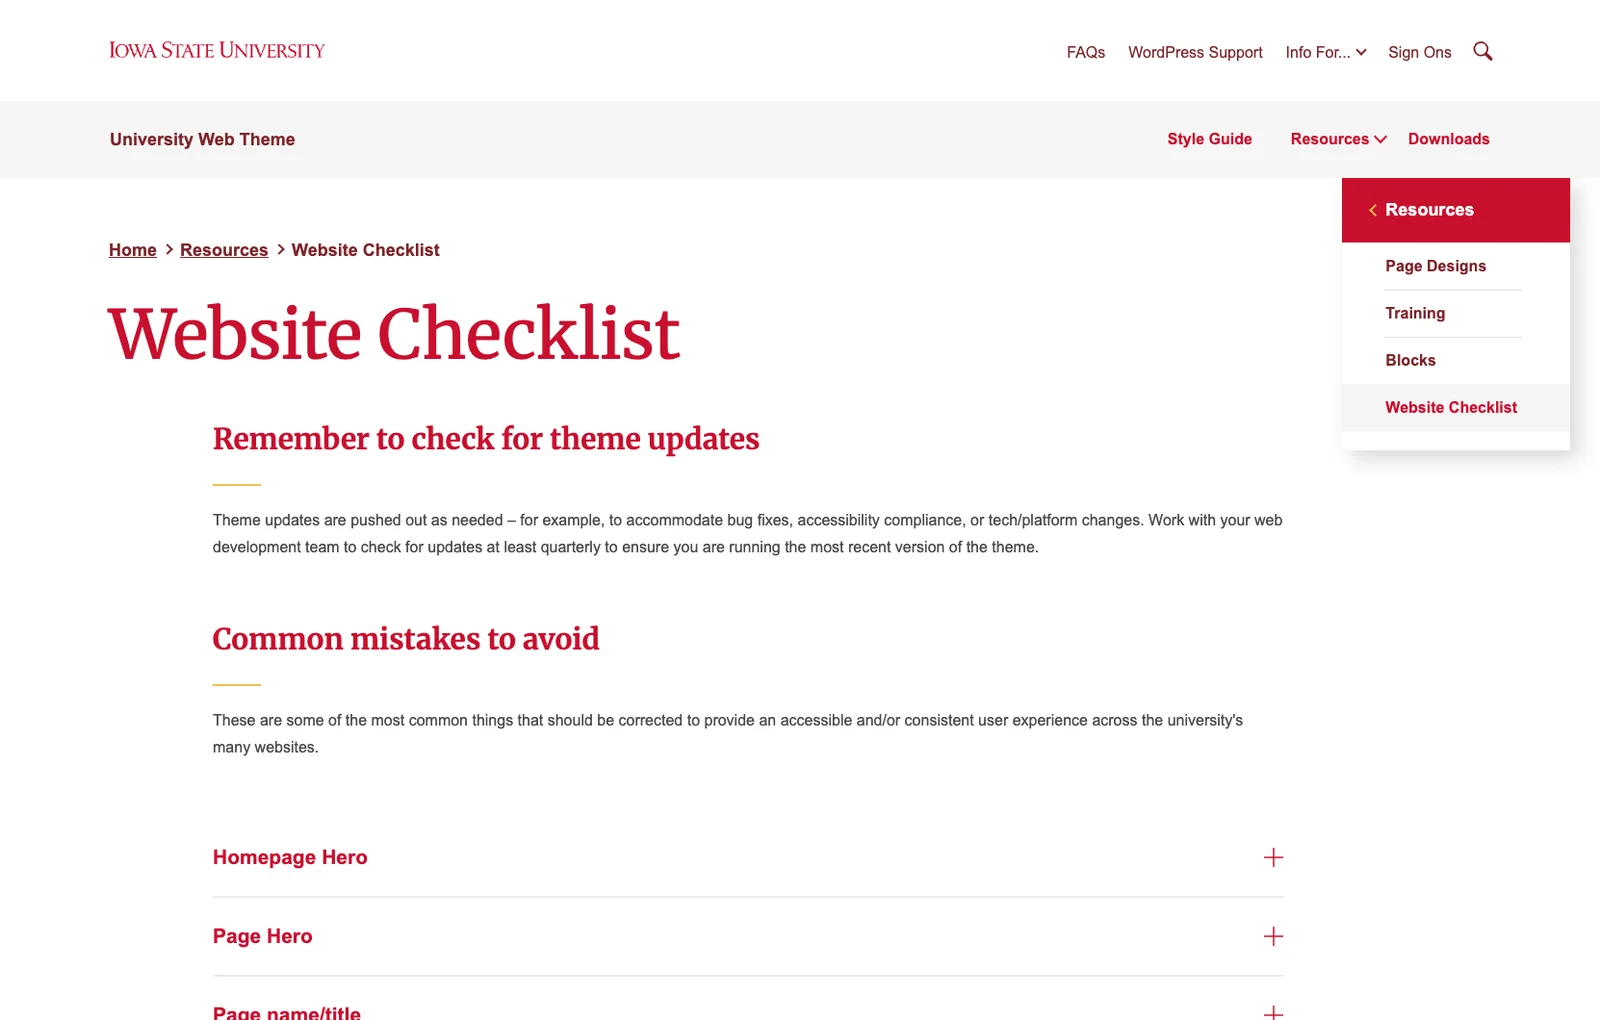 Iowa State University
FAQs WordPress Support Info For... Sign Ons
University Web Theme
Style Guide Resources Downloads
Resources
Page Designs
Training
Blocks
Website Checklist
Home > Resources > Website Checklist
Website Checklist
Remember to check for theme updates
Theme updates are pushed out as needed – for example, to accommodate bug fixes, accessibility compliance, or tech/platform changes. Work with your web
development team to check for updates at least quarterly to ensure you are running the most recent version of the theme.
Common mistakes to avoid
These are some of the most common things that should be corrected to provide an accessible and/or consistent user experience across the university's
many websites.
Homepage Hero
Page Hero
Page name/title